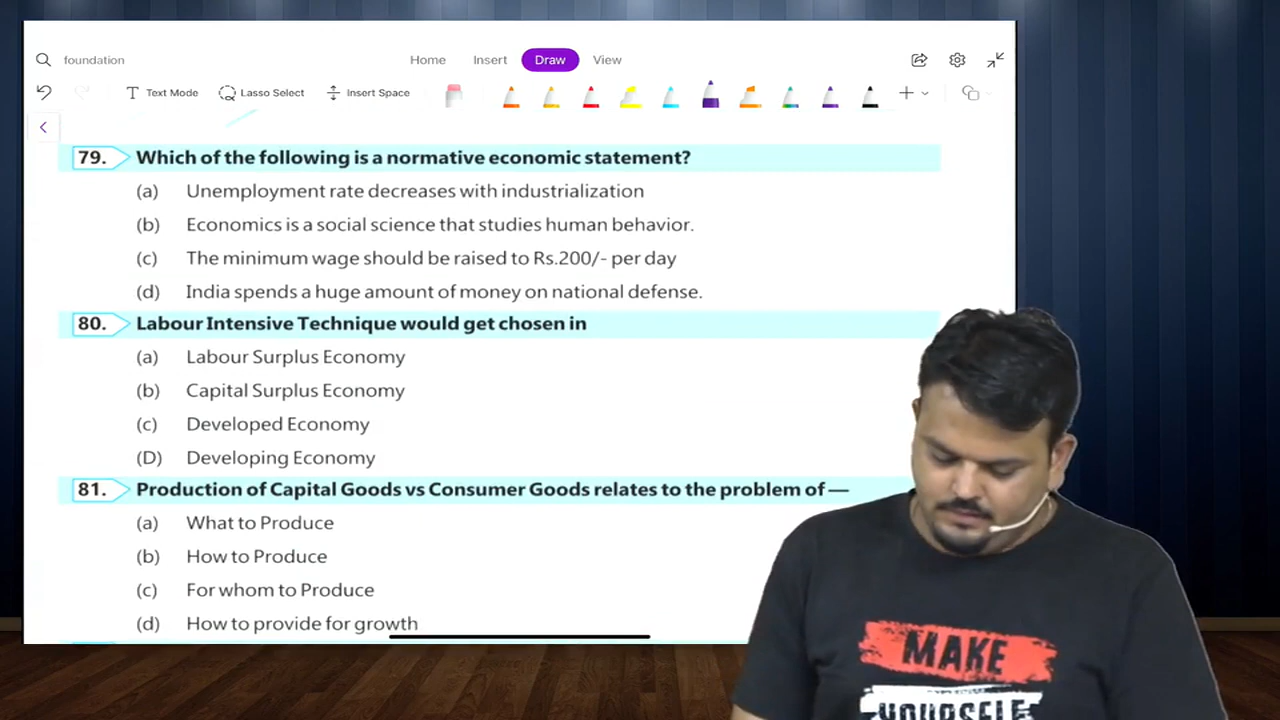 foundation
Home Insert Draw View
Text Mode Lasso Select Insert Space
79. Which of the following is a normative economic statement?
(a) Unemployment rate decreases with industrialization
(b) Economics is a social science that studies human behavior.
(c) The minimum wage should be raised to Rs.200/- per day
(d) India spends a huge amount of money on national defense.
80. Labour Intensive Technique would get chosen in
(a) Labour Surplus Economy
(b) Capital Surplus Economy
(c) Developed Economy
(D) Developing Economy
81. Production of Capital Goods vs Consumer Goods relates to the problem of —
(a) What to Produce
(b) How to Produce
(c) For whom to Produce
(d) How to provide for growth
MAKE
YOURSELF